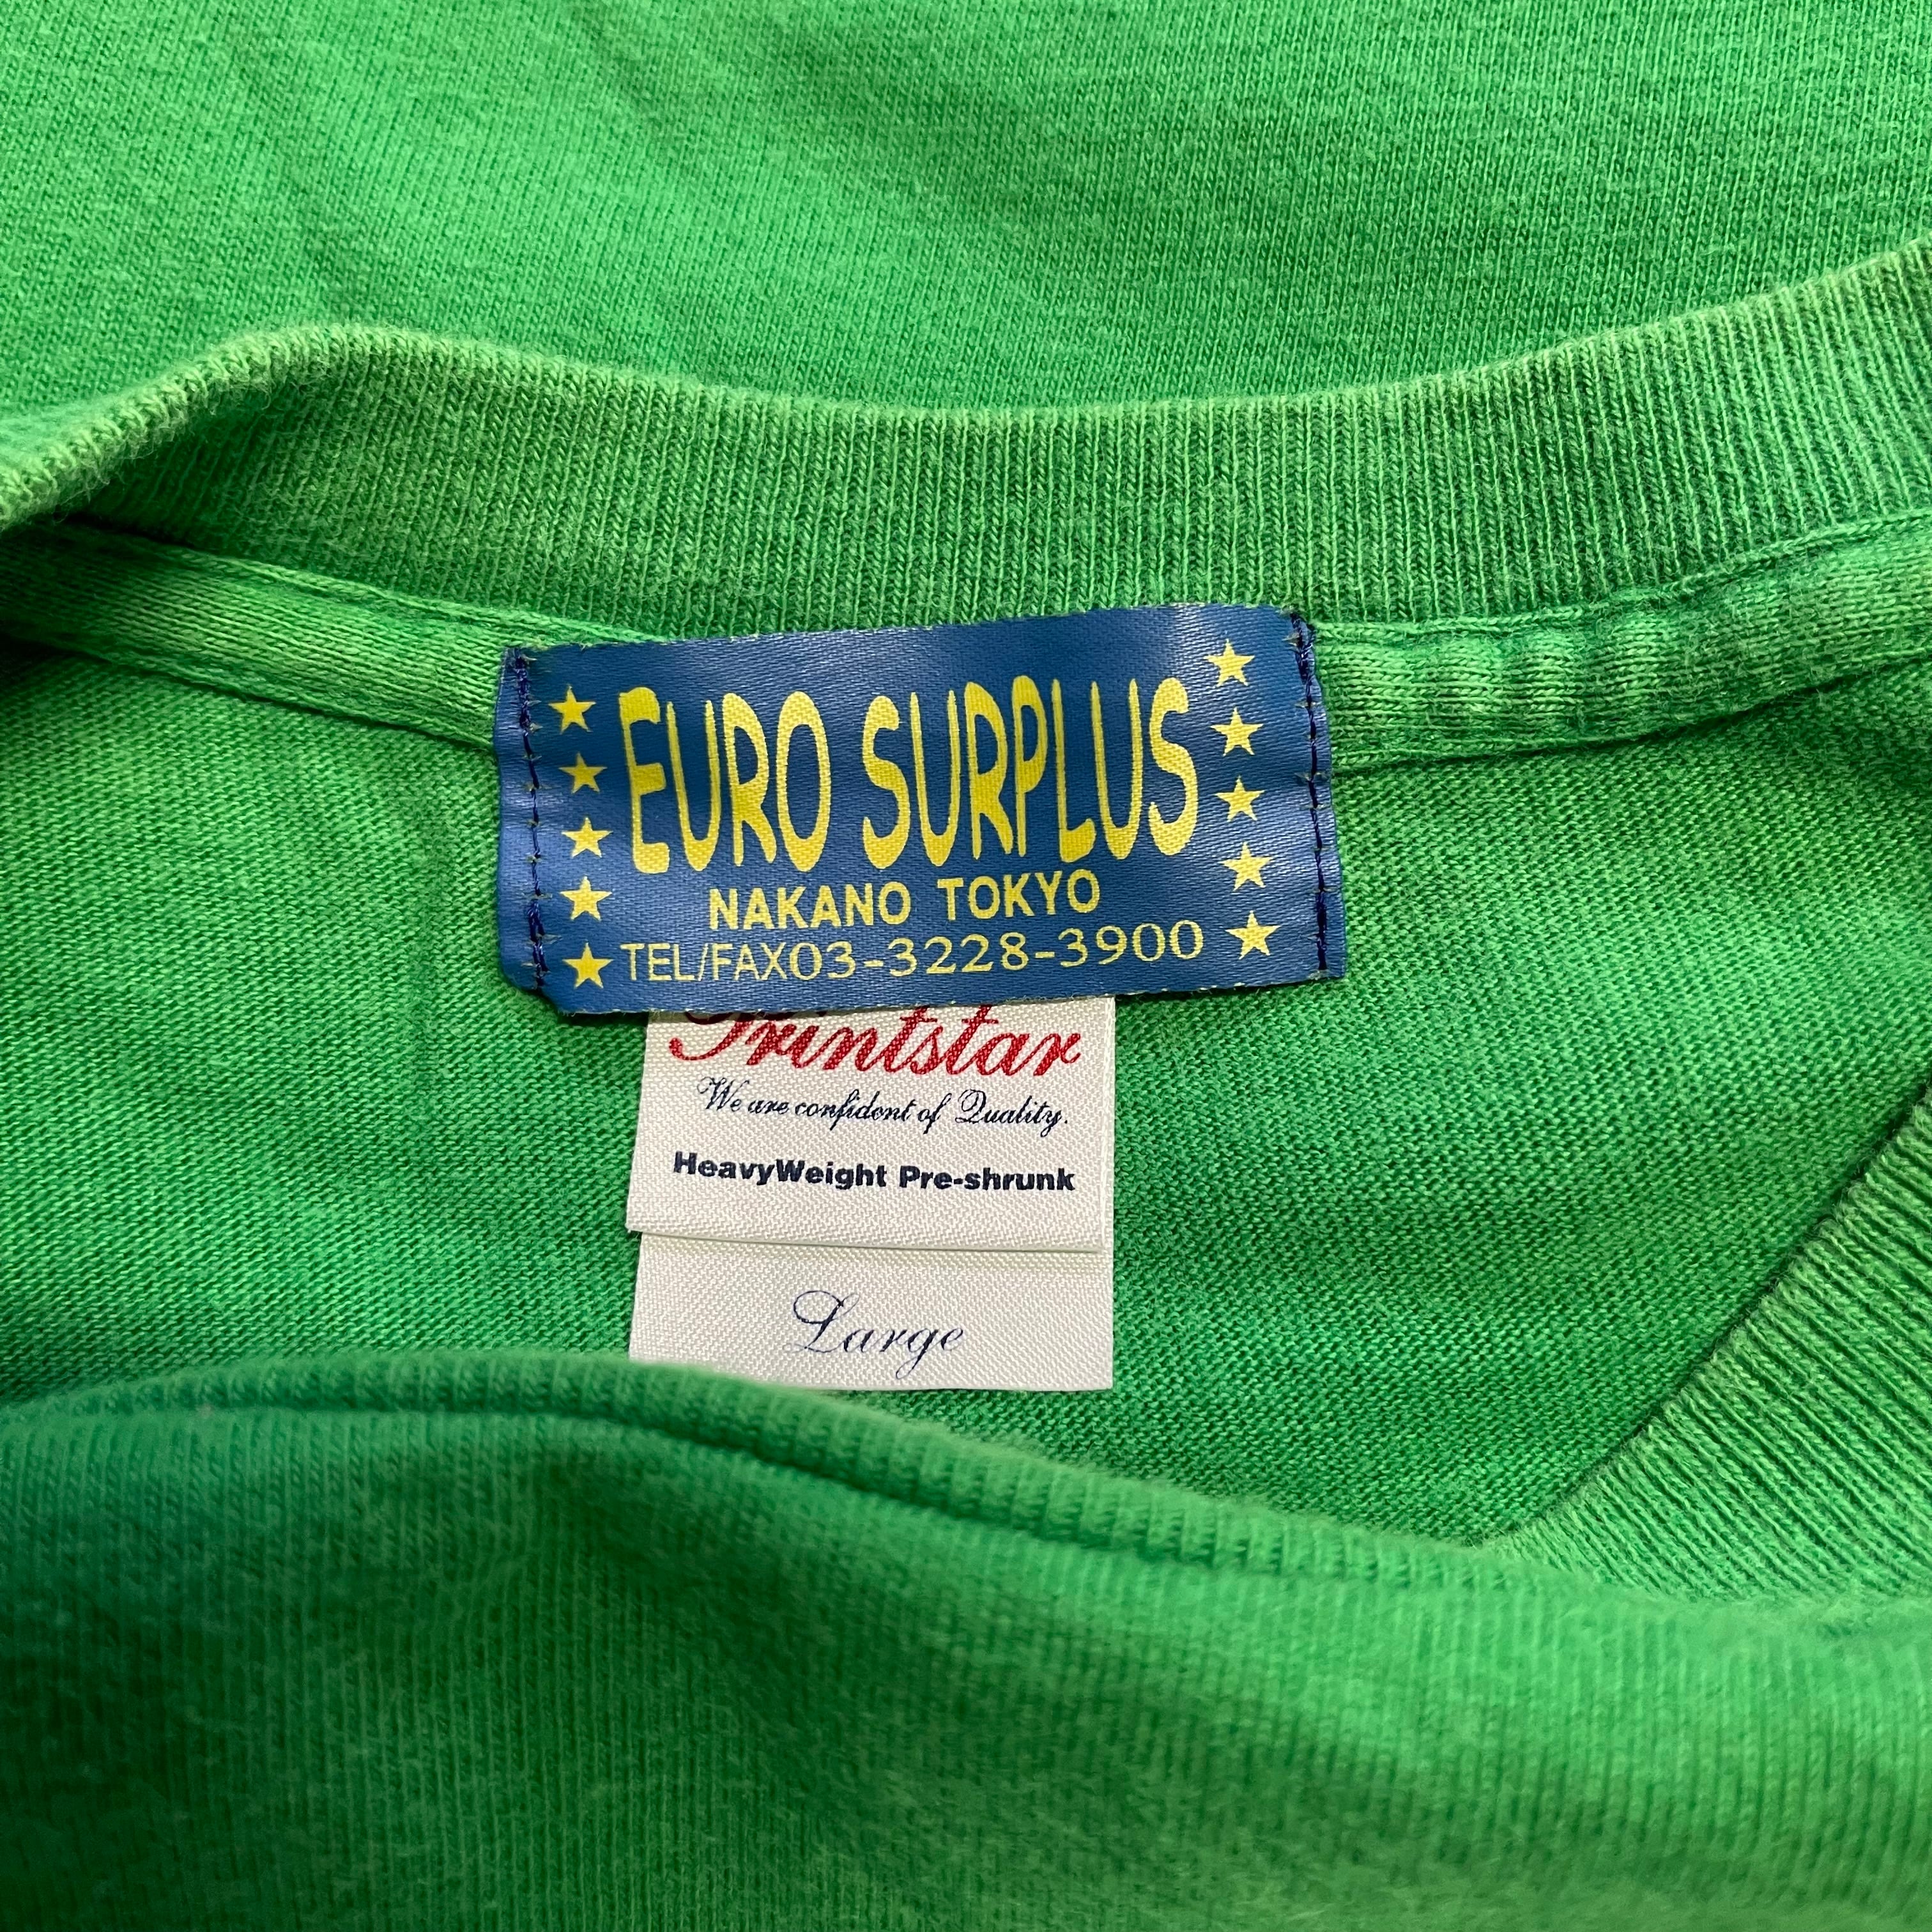 EURO SURPLUS
NAKANO TOKYO
TEL/FAX03-3228-3900
Printstar
We are confident of Quality.
HeavyWeight Pre-shrunk
Large